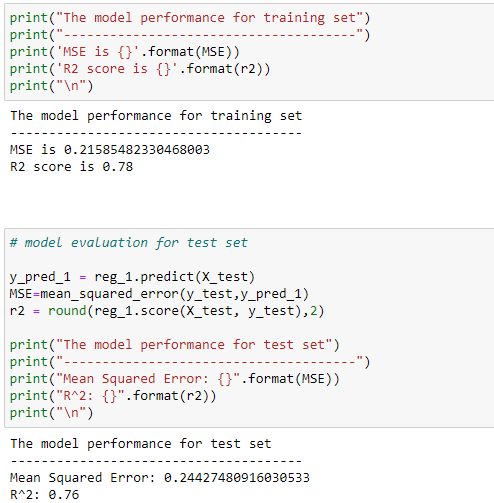 print("The model performance for training set")
print("--------------------------------------")
print('MSE is {}'.format(MSE))
print('R2 score is {}'.format(r2))
print("\n")
The model performance for training set
--------------------------------------
MSE is 0.21585482330468003
R2 score is 0.78
# model evaluation for test set
y_pred_1 = reg_1.predict(X_test)
MSE=mean_squared_error(y_test,y_pred_1)
r2 = round(reg_1.score(X_test, y_test),2)
print("The model performance for test set")
print("--------------------------------------")
print("Mean Squared Error: {}".format(MSE))
print("R^2: {}".format(r2))
print("\n")
The model performance for test set
--------------------------------------
Mean Squared Error: 0.24427480916030533
R^2: 0.76